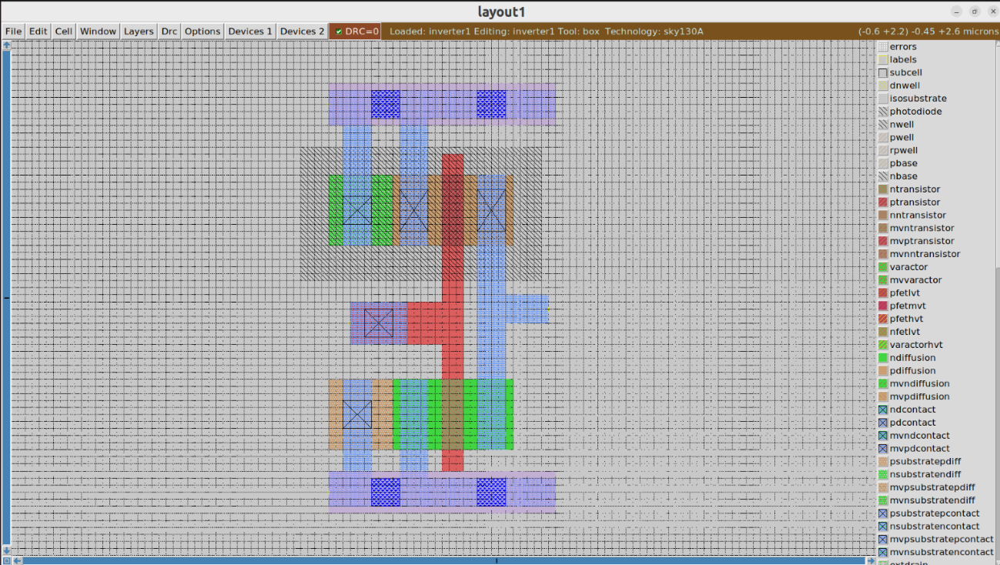 layout1
File Edit Cell Window Layers Drc Options Devices 1 Devices 2 DRC=0 Loaded: inverter1 Editing: inverter1 Tool: box Technology: sky130A (-0.6 +2.2) -0.45 +2.6 microns
errors
labels
subcell
dnwell
isosubstrate
photodiode
nwell
pwell
rpwell
pbase
nbase
ntransistor
ptransistor
nntransistor
mvntransistor
mvptransistor
mvnntransistor
varactor
mvvaractor
pfetlvt
pfetmvt
pfethvt
nfetlvt
varactorhvt
ndiffusion
pdiffusion
mvndiffusion
mvpdiffusion
ndcontact
pdcontact
mvndcontact
mvpdcontact
psubstratepdiff
nsubstratendiff
mvpsubstratepdiff
mvnsubstratendiff
psubstratepcontact
nsubstratencontact
mvpsubstratepcontact
mvnsubstratencontact
extdrain